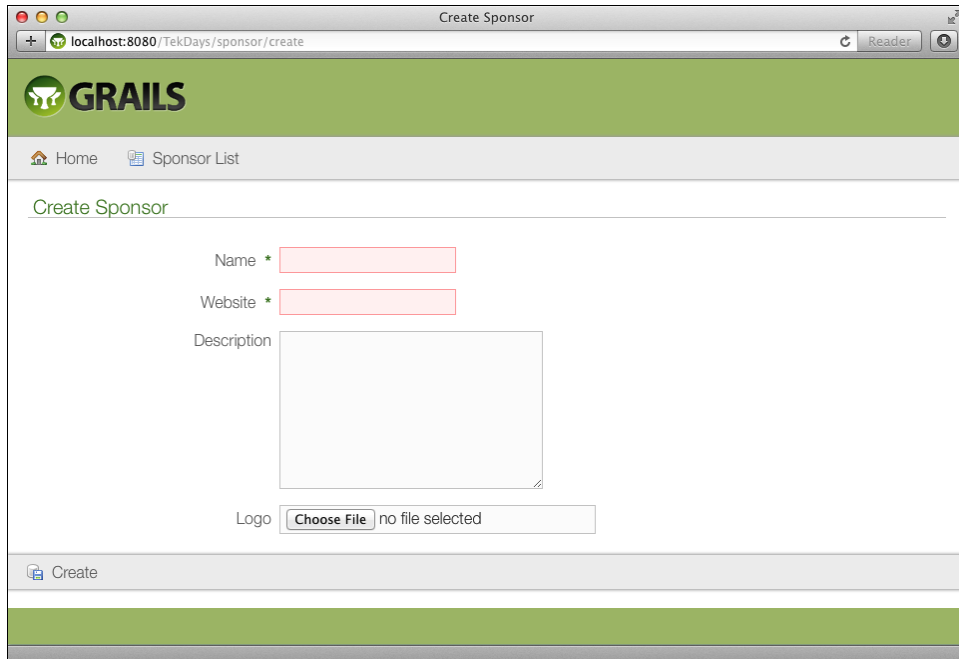 Create Sponsor
+ localhost:8080/TekDays/sponsor/create Reader
GRAILS
Home Sponsor List
Create Sponsor
Name *
Website *
Description
Logo Choose File no file selected
Create